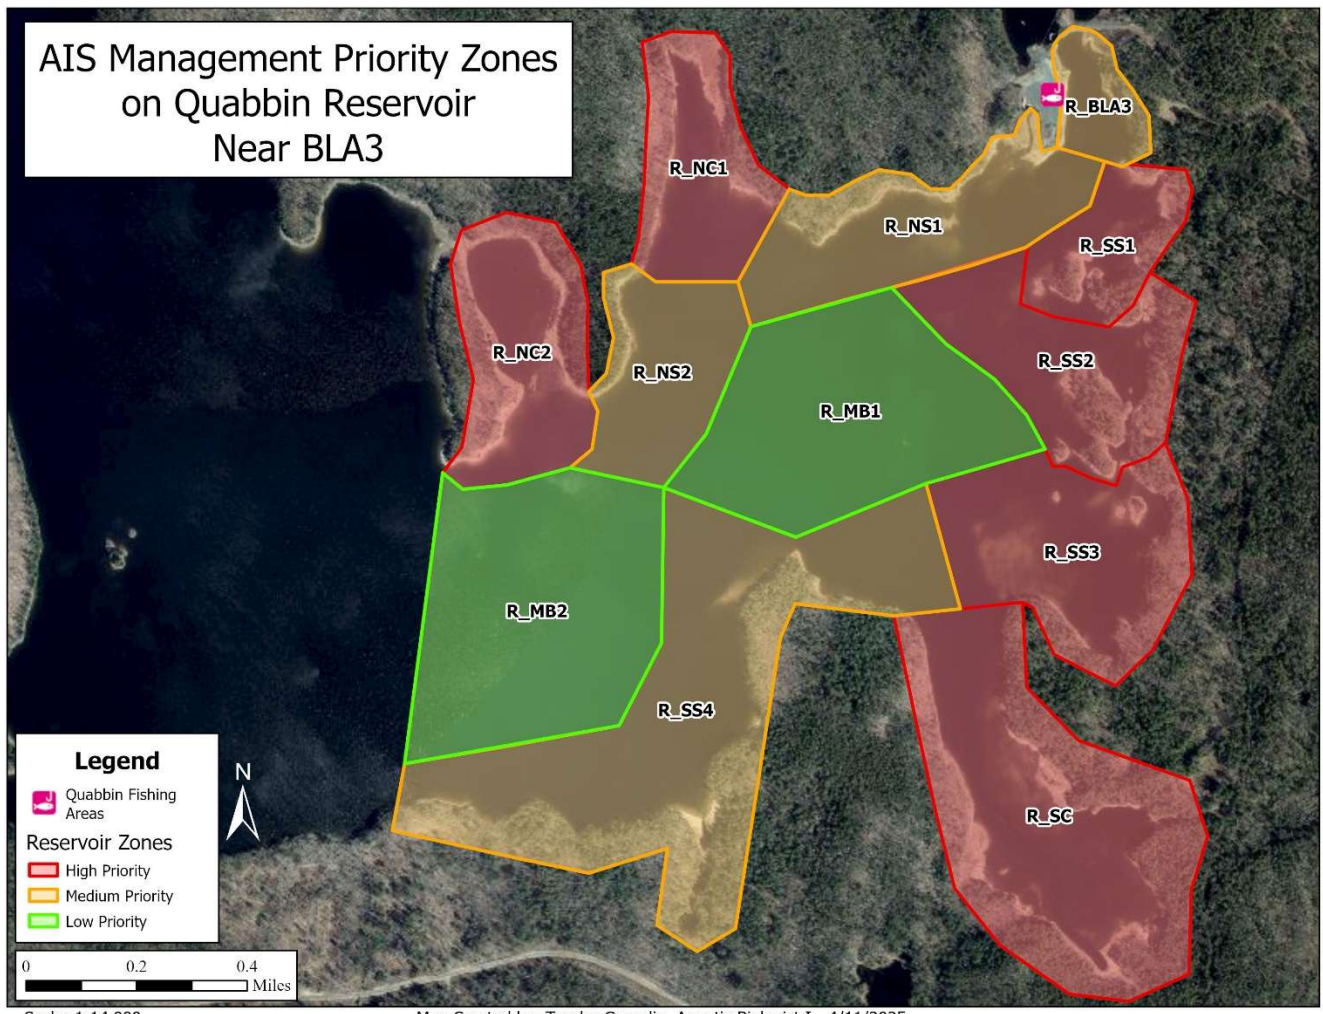 AIS Management Priority Zones
on Quabbin Reservoir
Near BLA3
R_BLA3
R_NC1
R_NS1
R_SS1
R_NC2
R_NS2
R_SS2
R_MB1
R_SS3
R_MB2
R_SS4
R_SC
Legend
Quabbin Fishing
Areas
Reservoir Zones
High Priority
Medium Priority
Low Priority
N
0 0.2 0.4
Miles